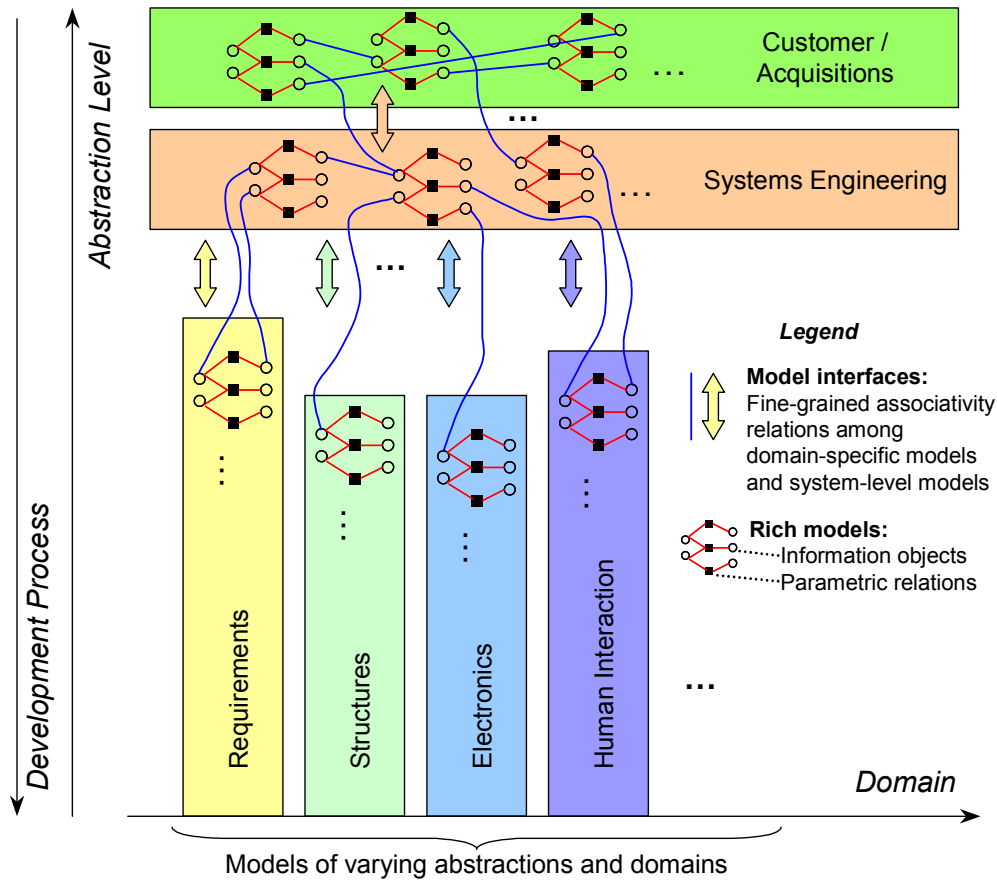 Customer /
Acquisitions
...
...
Systems Engineering
...
...
Abstraction Level
Development Process
Requirements
...
Structures
...
Electronics
...
Human Interaction
...
...
Legend
Model interfaces:
Fine-grained associativity
relations among
domain-specific models
and system-level models
Rich models:
Information objects
Parametric relations
Domain
Models of varying abstractions and domains